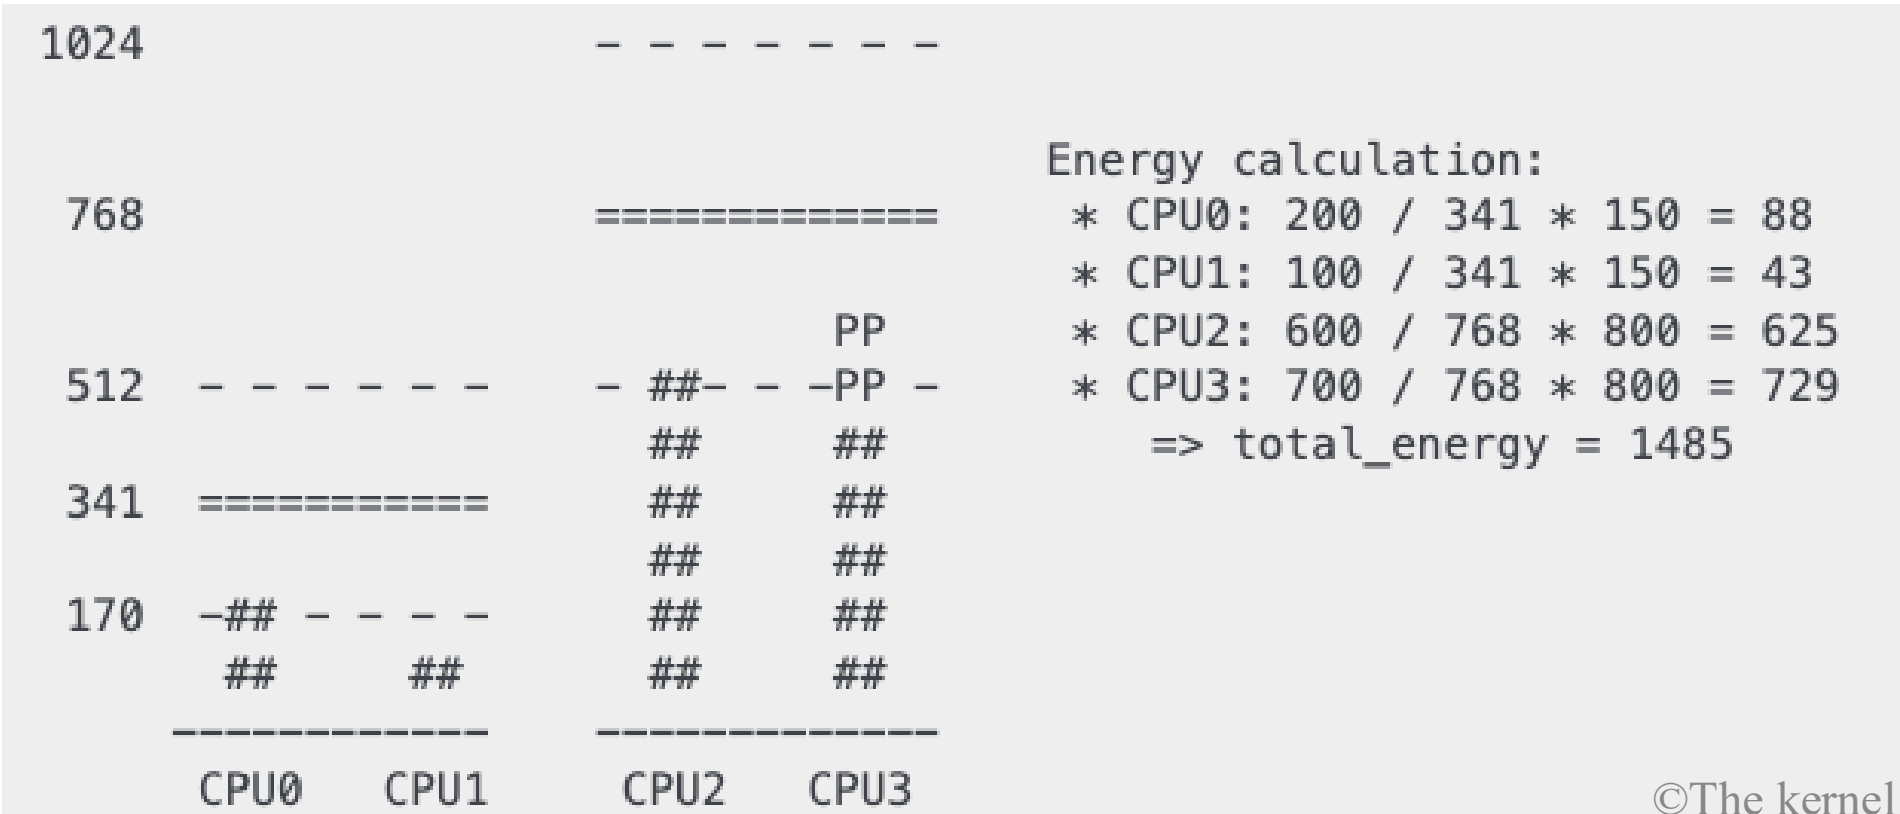 1024 - - - - - - -
Energy calculation:
768 ============= * CPU0: 200 / 341 * 150 = 88
* CPU1: 100 / 341 * 150 = 43
PP * CPU2: 600 / 768 * 800 = 625
512 - - - - - - - ##- - -PP - * CPU3: 700 / 768 * 800 = 729
## ## => total_energy = 1485
341 =========== ## ##
## ##
170 -## - - - - ## ##
## ## ## ##
------------ -------------
CPU0 CPU1 CPU2 CPU3
©The kernel